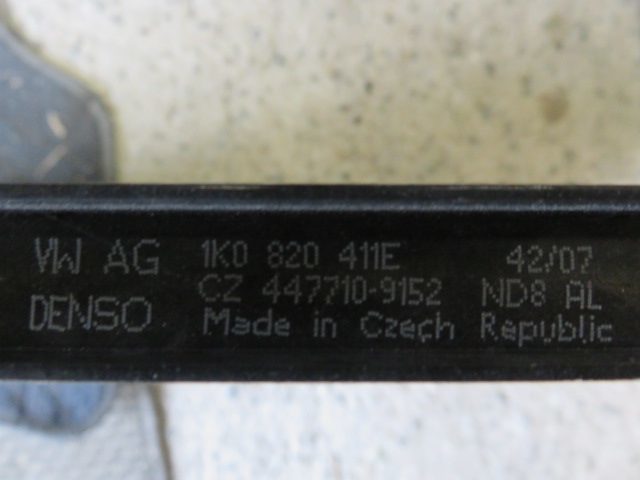 VW AG 1K0 820 411E 42/07
CZ 447710-9152 ND8 AL
DENSO Made in Czech Republic